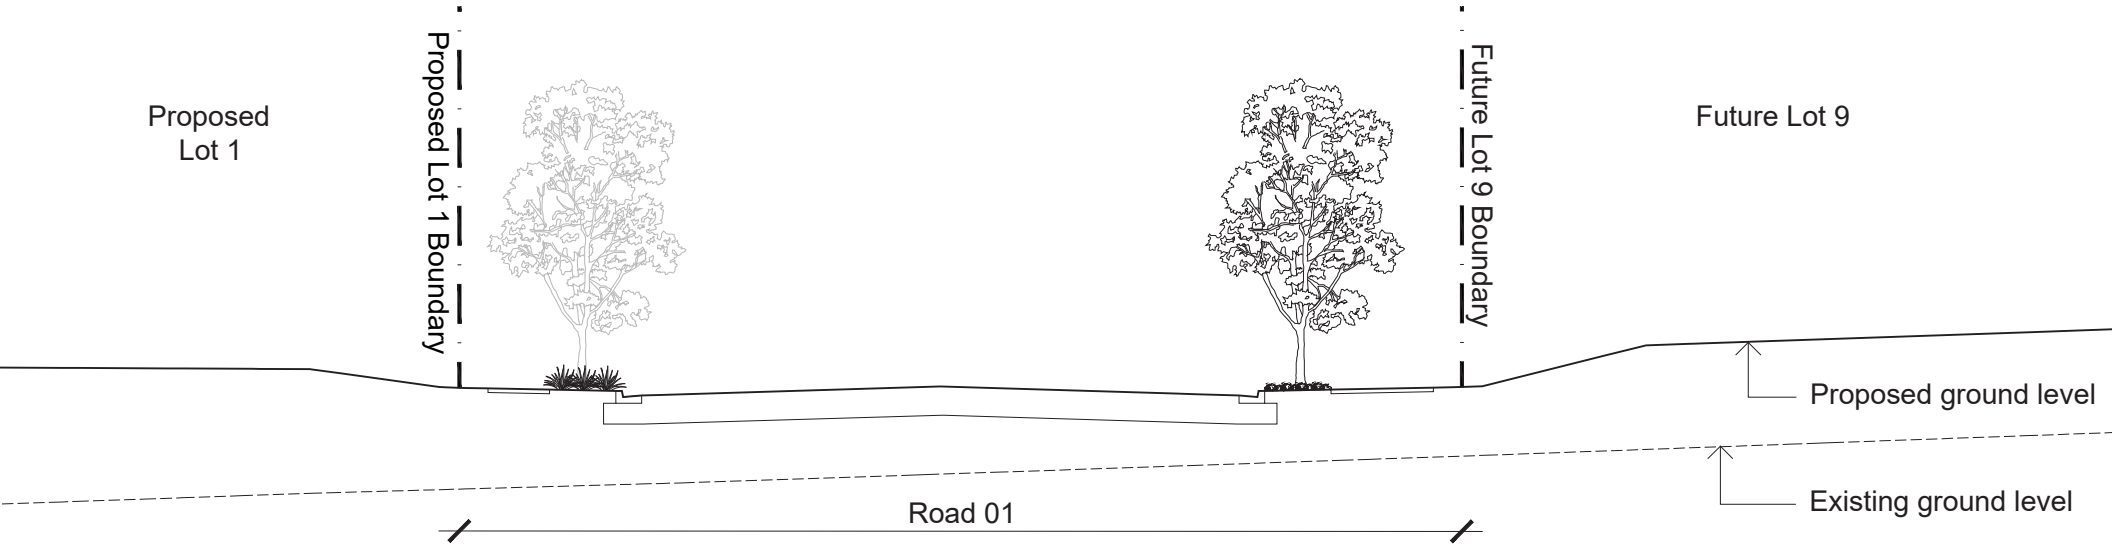 Proposed
Lot 1
Proposed Lot 1 Boundary
Future Lot 9 Boundary
Future Lot 9
Proposed ground level
Existing ground level
Road 01